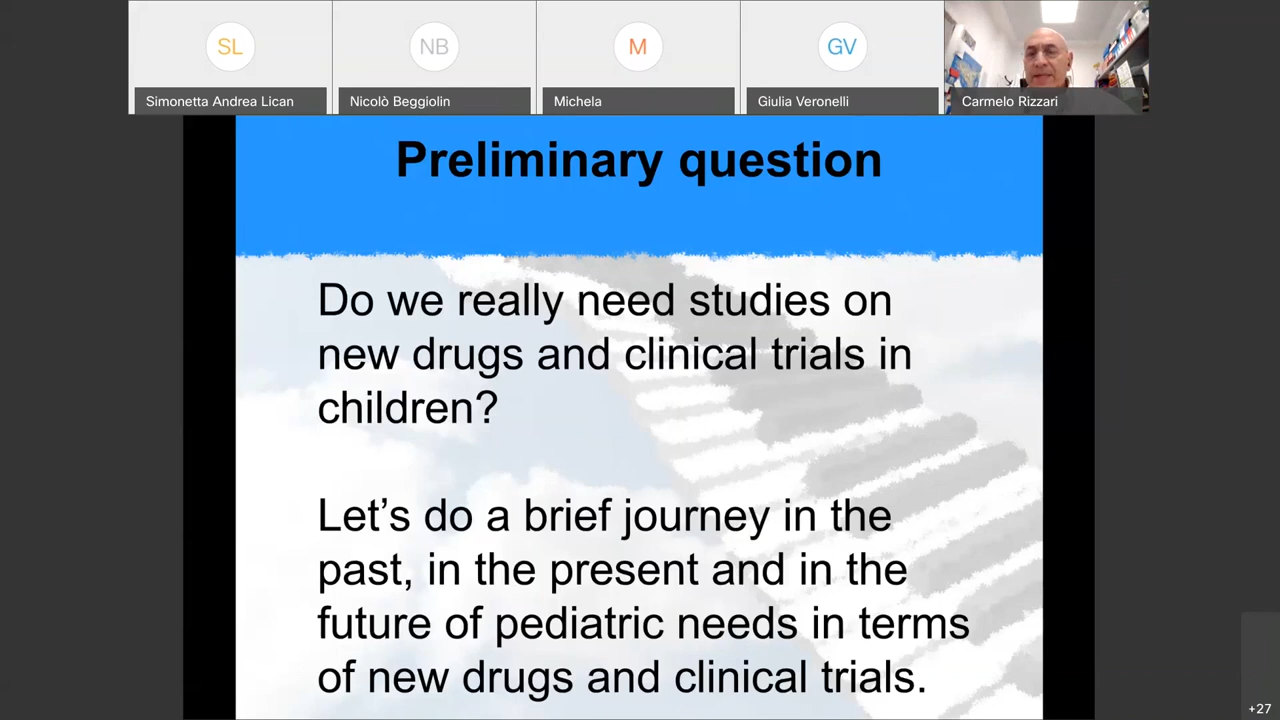 SL
NB
M
GV
Simonetta Andrea Lican
Nicolò Beggiolin
Michela
Giulia Veronelli
Carmelo Rizzari
Preliminary question
Do we really need studies on
new drugs and clinical trials in
children?
Let’s do a brief journey in the
past, in the present and in the
future of pediatric needs in terms
of new drugs and clinical trials.
+27